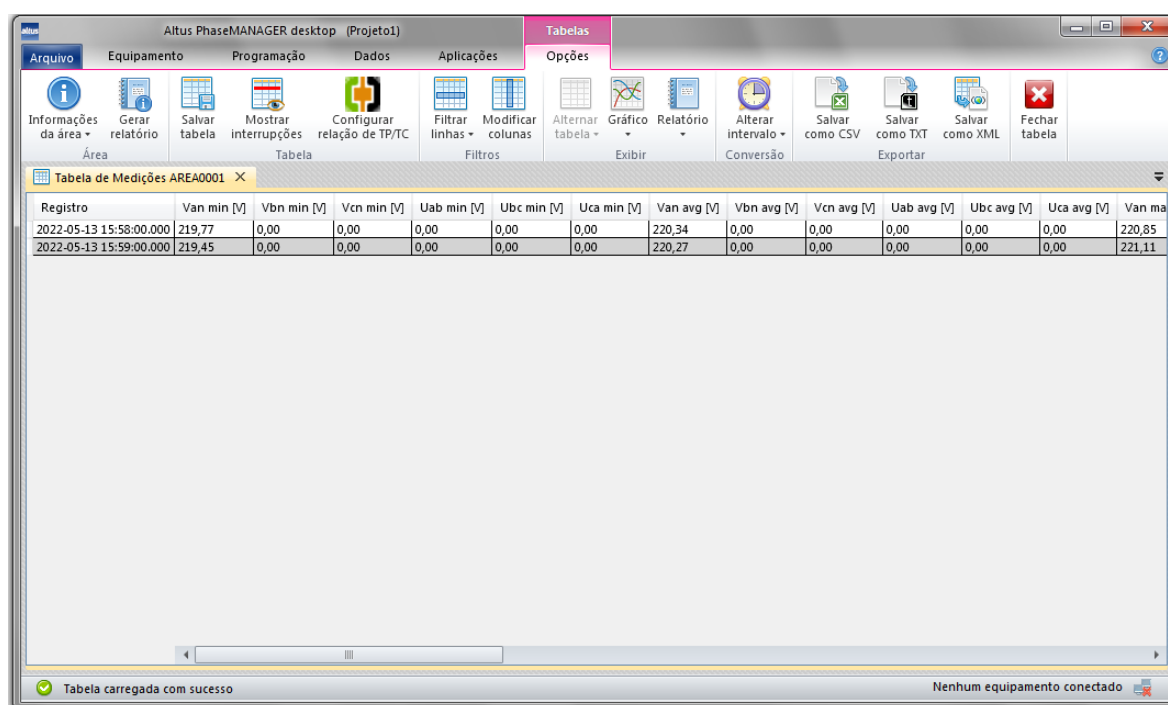 altus Altus PhaseMANAGER desktop (Projeto1) Tabelas
Arquivo Equipamento Programação Dados Aplicações Opções ?
Informações da área Gerar relatório Salvar tabela Mostrar interrupções Configurar relação de TP/TC Filtrar linhas Modificar colunas Alternar tabela Gráfico Relatório Alterar intervalo Salvar como CSV Salvar como TXT Salvar como XML Fechar tabela
Área Tabela Filtros Exibir Conversão Exportar
Tabela de Medições AREA0001
Registro Van min [V] Vbn min [V] Vcn min [V] Uab min [V] Ubc min [V] Uca min [V] Van avg [V] Vbn avg [V] Vcn avg [V] Uab avg [V] Ubc avg [V] Uca avg [V] Van ma
2022-05-13 15:58:00.000 219,77 0,00 0,00 0,00 0,00 0,00 220,34 0,00 0,00 0,00 0,00 0,00 220,85
2022-05-13 15:59:00.000 219,45 0,00 0,00 0,00 0,00 0,00 220,27 0,00 0,00 0,00 0,00 0,00 221,11
Tabela carregada com sucesso Nenhum equipamento conectado